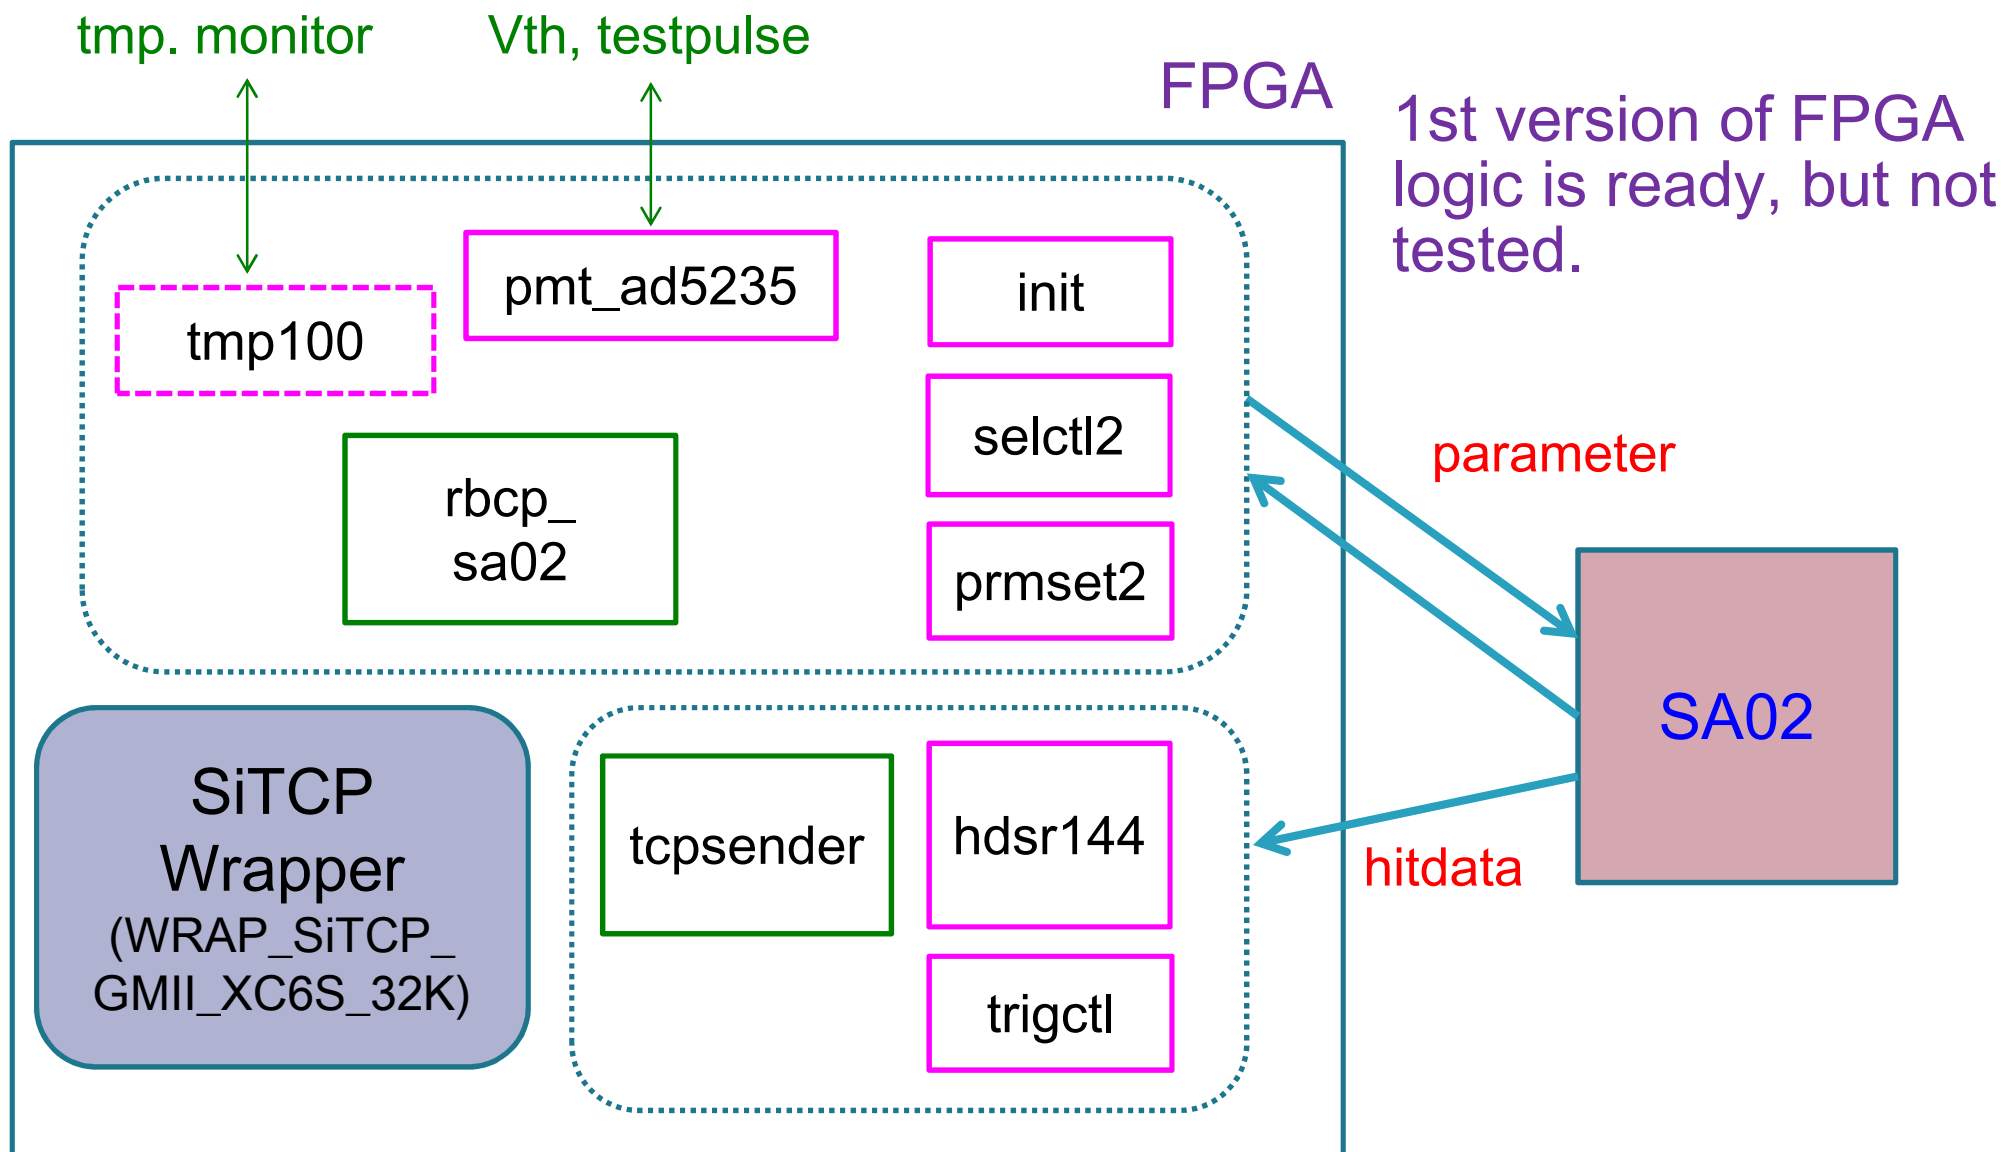 tmp. monitor
Vth, testpulse
FPGA
1st version of FPGA
logic is ready, but not
tested.
tmp100
pmt_ad5235
init
selctl2
prmset2
rbcp_
sa02
parameter
SA02
hitdata
SiTCP
Wrapper
(WRAP_SiTCP_
GMII_XC6S_32K)
tcpsender
hdsr144
trigctl